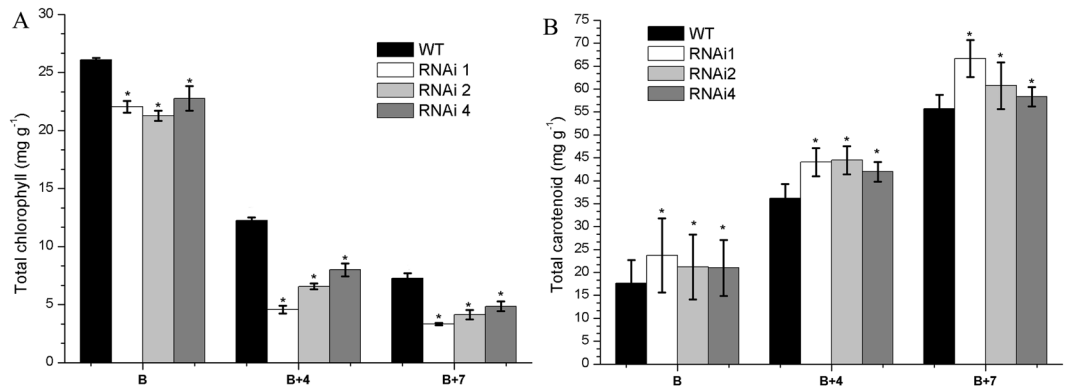 A
Total chlorophyll (mg g⁻¹)
30
25
20
15
10
5
0
WT
RNAi 1
RNAi 2
RNAi 4
* * *
* * *
* * *
B B+4 B+7
B
Total carotenoid (mg g⁻¹)
75
70
65
60
55
50
45
40
35
30
25
20
15
10
5
0
WT
RNAi1
RNAi2
RNAi4
* * *
* * *
* * *
B B+4 B+7